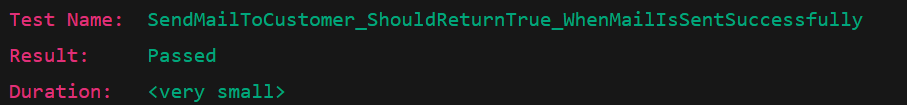 Test Name: SendMailToCustomer_ShouldReturnTrue_WhenMailIsSentSuccessfully
Result: Passed
Duration: <very small>